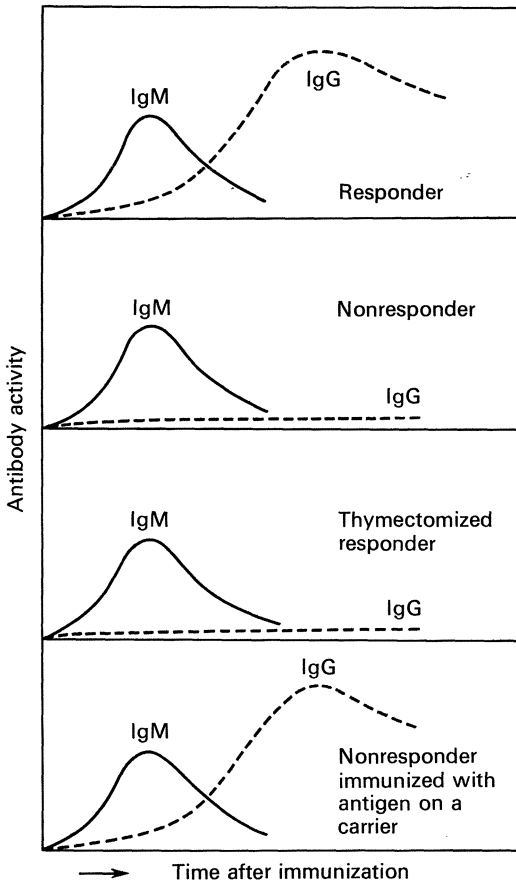 IgM
IgG
Responder
IgM
Nonresponder
IgG
IgM
Thymectomized
responder
IgG
IgG
IgM
Nonresponder
immunized with
antigen on a
carrier
Antibody activity
Time after immunization